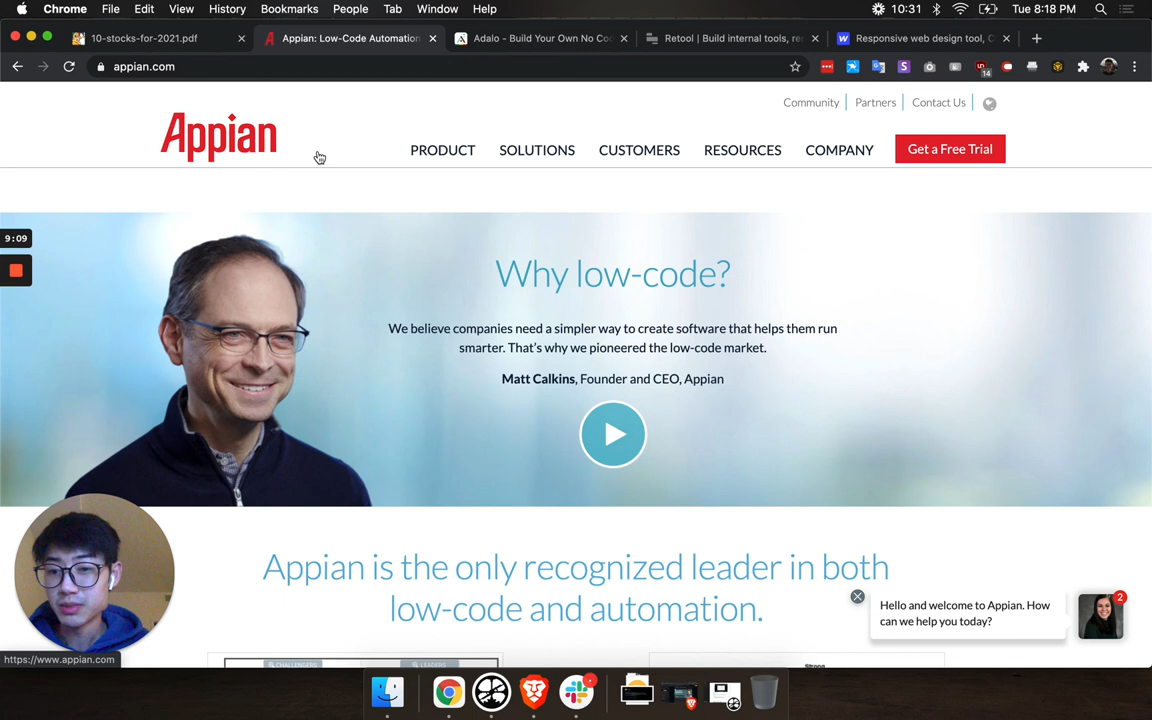 Chrome File Edit View History Bookmarks People Tab Window Help 10:31 Tue 8:18 PM
10-stocks-for-2021.pdf Appian: Low-Code Automation Adalo - Build Your Own No Co Retool | Build internal tools, re Responsive web design tool, C
appian.com
14
Community Partners Contact Us
Appian
PRODUCT SOLUTIONS CUSTOMERS RESOURCES COMPANY Get a Free Trial
9:09
Why low-code?
We believe companies need a simpler way to create software that helps them run
smarter. That's why we pioneered the low-code market.
Matt Calkins, Founder and CEO, Appian
Appian is the only recognized leader in both
low-code and automation.
Hello and welcome to Appian. How
can we help you today?
2
https://www.appian.com
CHALLENGERS LEADERS
Strong